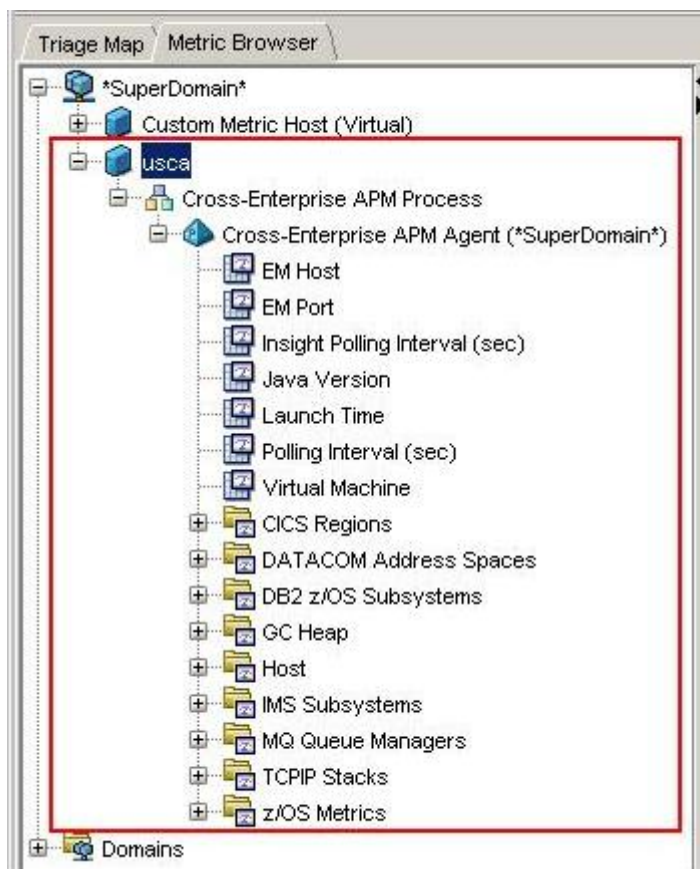 Triage Map Metric Browser
*SuperDomain*
Custom Metric Host (Virtual)
usca
Cross-Enterprise APM Process
Cross-Enterprise APM Agent (*SuperDomain*)
EM Host
EM Port
Insight Polling Interval (sec)
Java Version
Launch Time
Polling Interval (sec)
Virtual Machine
CICS Regions
DATACOM Address Spaces
DB2 z/OS Subsystems
GC Heap
Host
IMS Subsystems
MQ Queue Managers
TCPIP Stacks
z/OS Metrics
Domains